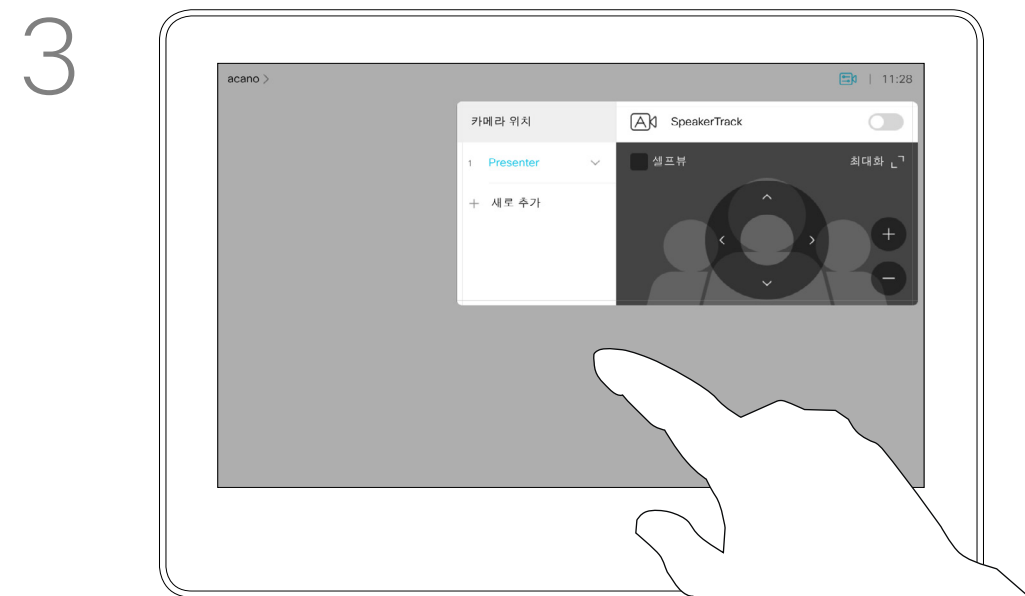 3
acano >
11:28
카메라 위치
SpeakerTrack
1 Presenter
셀프뷰
최대화
+ 새로 추가